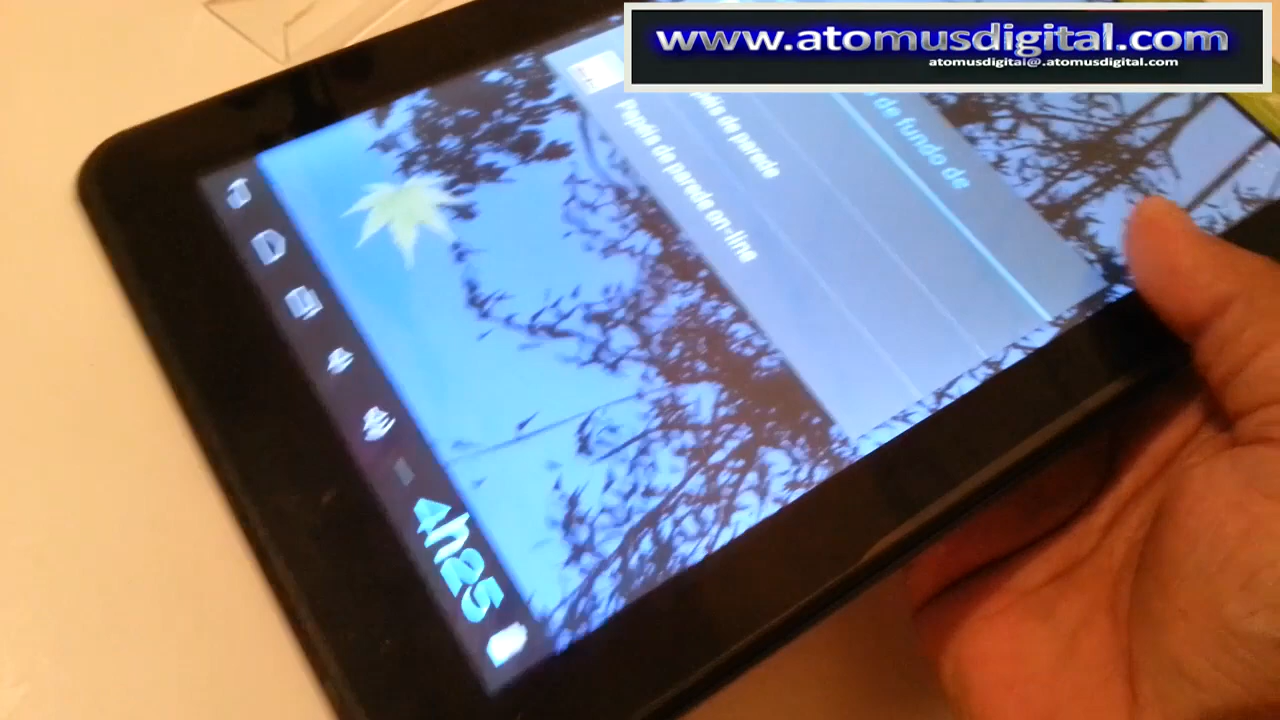 www.atomusdigital.com
atomusdigital@.atomusdigital.com
de fundo de
de parede
Papéis de parede on-line
4h25